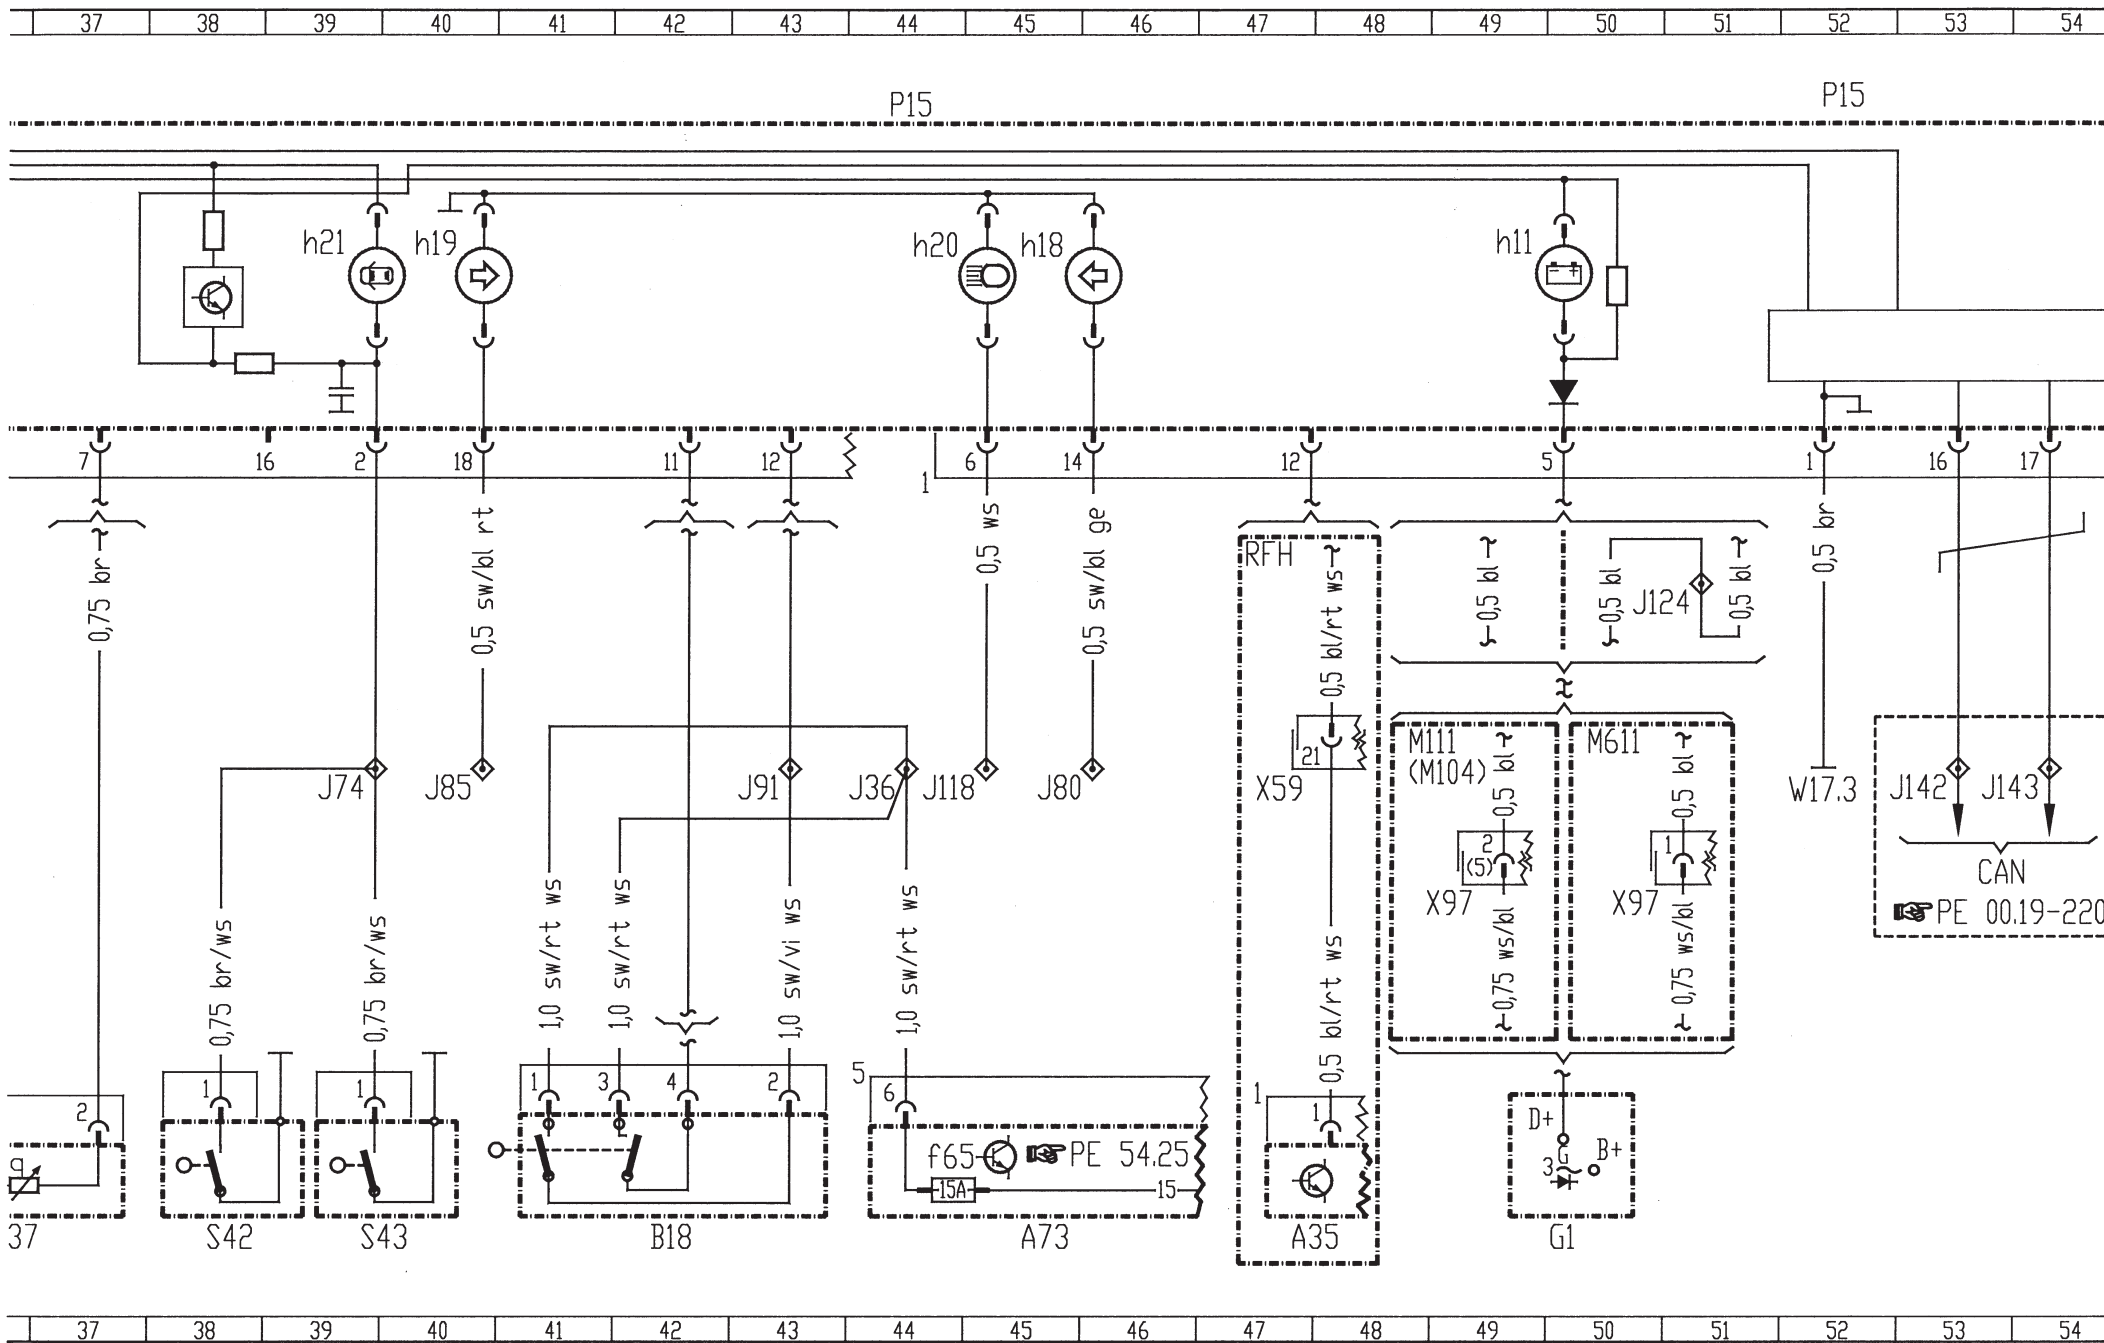 37 38 39 40 41 42 43 44 45 46 47 48 49 50 51 52 53 54
P15 P15
h21 h19 h20 h18 h11
7 16 2 18 11 12 6 14 12 5 1 16 17
1
0,75 br
0,5 sw/bl rt
0,5 ws
0,5 sw/bl ge
RFH
0,5 bl/rt ws
0,5 bl
0,5 bl
J124
0,5 bl
0,5 br
J74 J85 J91 J36 J118 J80
21
X59
M111
(M104)
0,5 bl
M611
0,5 bl
W17.3
J142 J143
2
(5)
1
X97 X97
CAN
PE 00.19-220
0,75 br/ws
0,75 br/ws
1,0 sw/rt ws
1,0 sw/rt ws
1,0 sw/vi ws
1,0 sw/rt ws
0,5 bl/rt ws
0,75 ws/bl
0,75 ws/bl
2 1 1 1 3 4 2
5
6
1
1
q
f65 PE 54.25
15A 15
D+
G
3
B+
37 S42 S43 B18 A73 A35 G1
37 38 39 40 41 42 43 44 45 46 47 48 49 50 51 52 53 54